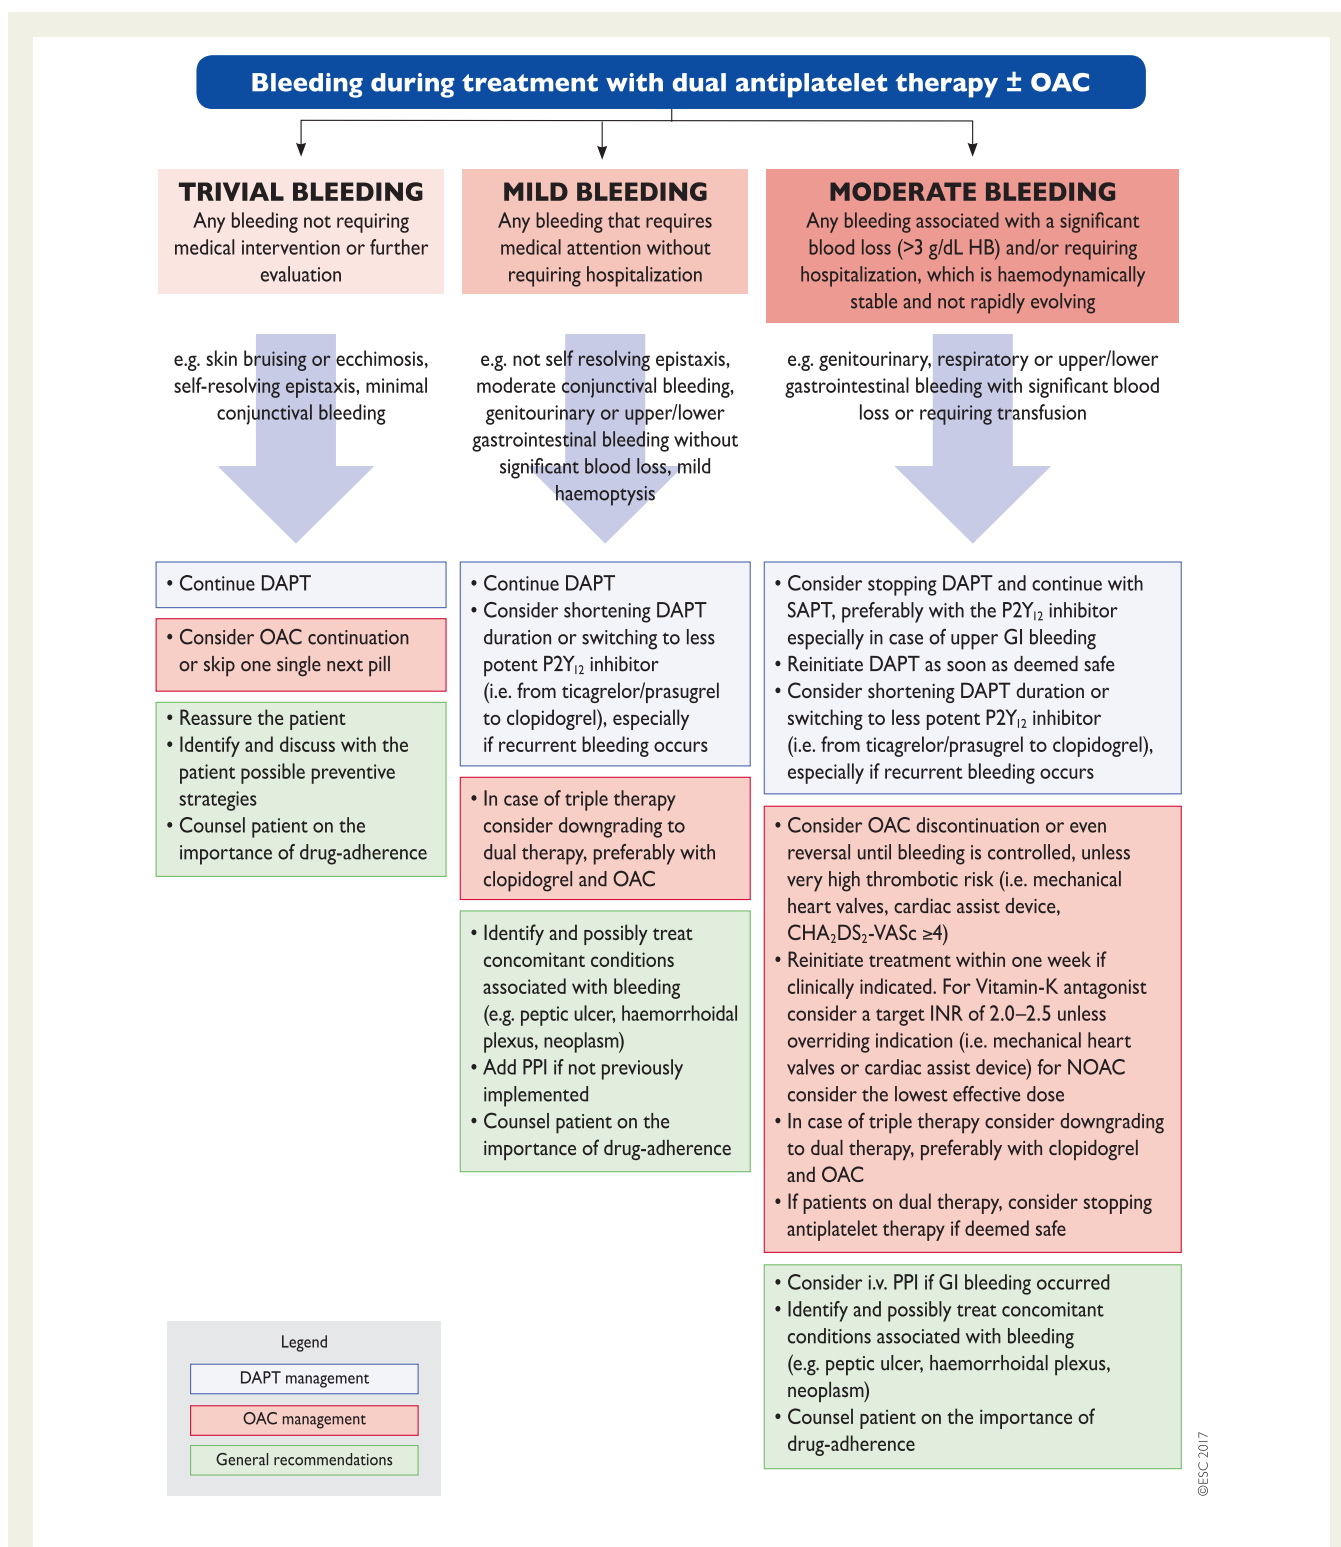 Bleeding during treatment with dual antiplatelet therapy ± OAC
TRIVIAL BLEEDING
Any bleeding not requiring
medical intervention or further
evaluation
e.g. skin bruising or ecchimosis,
self-resolving epistaxis, minimal
conjunctival bleeding
• Continue DAPT
• Consider OAC continuation
or skip one single next pill
• Reassure the patient
• Identify and discuss with the
patient possible preventive
strategies
• Counsel patient on the
importance of drug-adherence
MILD BLEEDING
Any bleeding that requires
medical attention without
requiring hospitalization
e.g. not self resolving epistaxis,
moderate conjunctival bleeding,
genitourinary or upper/lower
gastrointestinal bleeding without
significant blood loss, mild
haemoptysis
• Continue DAPT
• Consider shortening DAPT
duration or switching to less
potent P2Y₁₂ inhibitor
(i.e. from ticagrelor/prasugrel
to clopidogrel), especially
if recurrent bleeding occurs
• In case of triple therapy
consider downgrading to
dual therapy, preferably with
clopidogrel and OAC
• Identify and possibly treat
concomitant conditions
associated with bleeding
(e.g. peptic ulcer, haemorrhoidal
plexus, neoplasm)
• Add PPI if not previously
implemented
• Counsel patient on the
importance of drug-adherence
MODERATE BLEEDING
Any bleeding associated with a significant
blood loss (>3 g/dL HB) and/or requiring
hospitalization, which is haemodynamically
stable and not rapidly evolving
e.g. genitourinary, respiratory or upper/lower
gastrointestinal bleeding with significant blood
loss or requiring transfusion
• Consider stopping DAPT and continue with
SAPT, preferably with the P2Y₁₂ inhibitor
especially in case of upper GI bleeding
• Reinitiate DAPT as soon as deemed safe
• Consider shortening DAPT duration or
switching to less potent P2Y₁₂ inhibitor
(i.e. from ticagrelor/prasugrel to clopidogrel),
especially if recurrent bleeding occurs
• Consider OAC discontinuation or even
reversal until bleeding is controlled, unless
very high thrombotic risk (i.e. mechanical
heart valves, cardiac assist device,
CHA₂DS₂-VASc ≥4)
• Reinitiate treatment within one week if
clinically indicated. For Vitamin-K antagonist
consider a target INR of 2.0–2.5 unless
overriding indication (i.e. mechanical heart
valves or cardiac assist device) for NOAC
consider the lowest effective dose
• In case of triple therapy consider downgrading
to dual therapy, preferably with clopidogrel
and OAC
• If patients on dual therapy, consider stopping
antiplatelet therapy if deemed safe
• Consider i.v. PPI if GI bleeding occurred
• Identify and possibly treat concomitant
conditions associated with bleeding
(e.g. peptic ulcer, haemorrhoidal plexus,
neoplasm)
• Counsel patient on the importance of
drug-adherence
Legend
DAPT management
OAC management
General recommendations
©ESC 2017